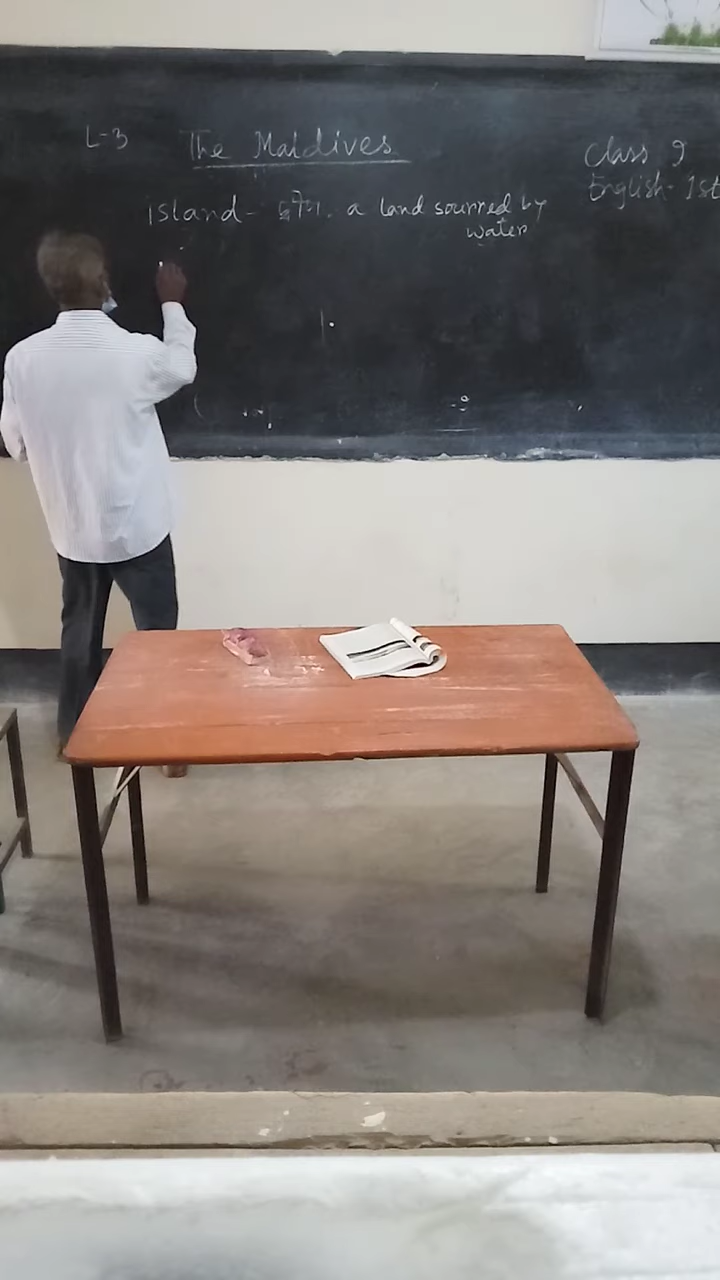 L-3 The Maldives
Class 9
English - 1st
island - द्वीप. a land sourred by
water